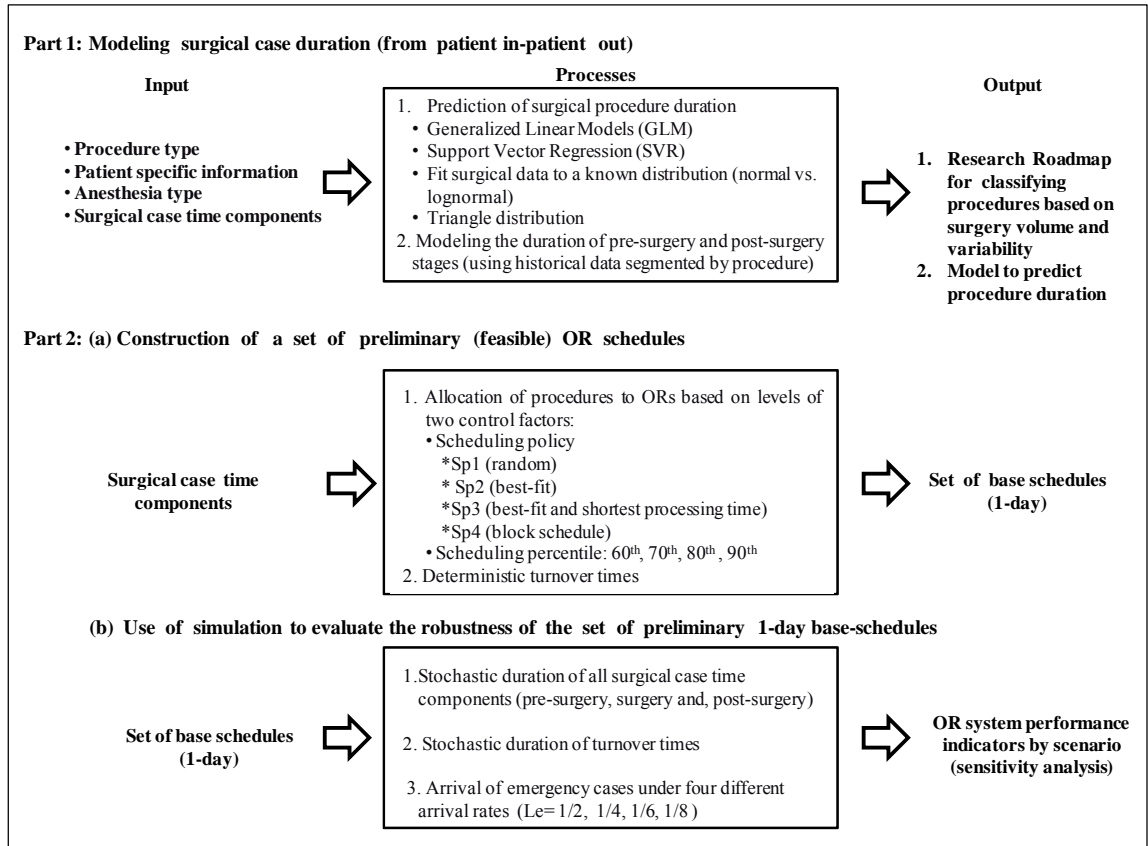 Part 1: Modeling surgical case duration (from patient in-patient out)
Input
Processes
Output
• Procedure type
• Patient specific information
• Anesthesia type
• Surgical case time components
1. Prediction of surgical procedure duration
• Generalized Linear Models (GLM)
• Support Vector Regression (SVR)
• Fit surgical data to a known distribution (normal vs.
lognormal)
• Triangle distribution
2. Modeling the duration of pre-surgery and post-surgery
stages (using historical data segmented by procedure)
1. Research Roadmap
for classifying
procedures based on
surgery volume and
variability
2. Model to predict
procedure duration
Part 2: (a) Construction of a set of preliminary (feasible) OR schedules
Surgical case time
components
1. Allocation of procedures to ORs based on levels of
two control factors:
• Scheduling policy
*Sp1 (random)
* Sp2 (best-fit)
*Sp3 (best-fit and shortest processing time)
*Sp4 (block schedule)
• Scheduling percentile: 60th, 70th, 80th, 90th
2. Deterministic turnover times
Set of base schedules
(1-day)
(b) Use of simulation to evaluate the robustness of the set of preliminary 1-day base-schedules
Set of base schedules
(1-day)
1.Stochastic duration of all surgical case time
components (pre-surgery, surgery and, post-surgery)
2. Stochastic duration of turnover times
3. Arrival of emergency cases under four different
arrival rates (Le= 1/2, 1/4, 1/6, 1/8 )
OR system performance
indicators by scenario
(sensitivity analysis)